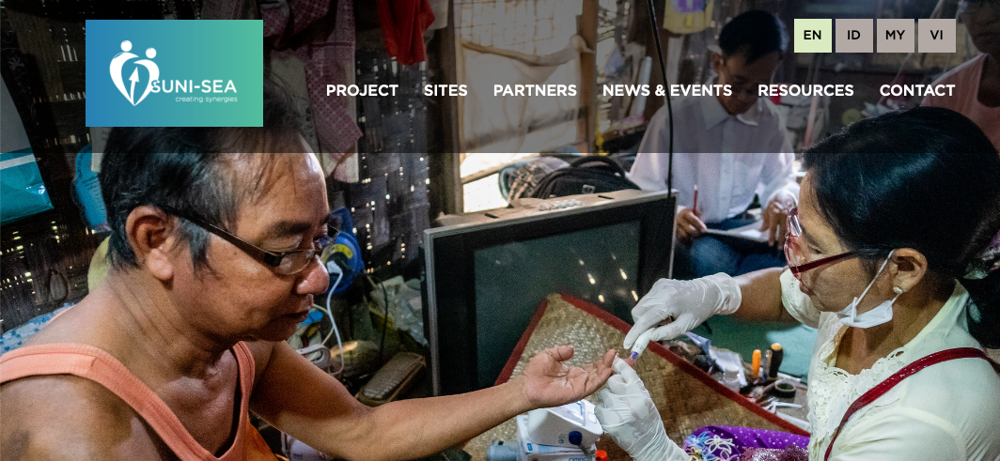 EN ID MY VI
SUNI-SEA
creating synergies
PROJECT SITES PARTNERS NEWS & EVENTS RESOURCES CONTACT